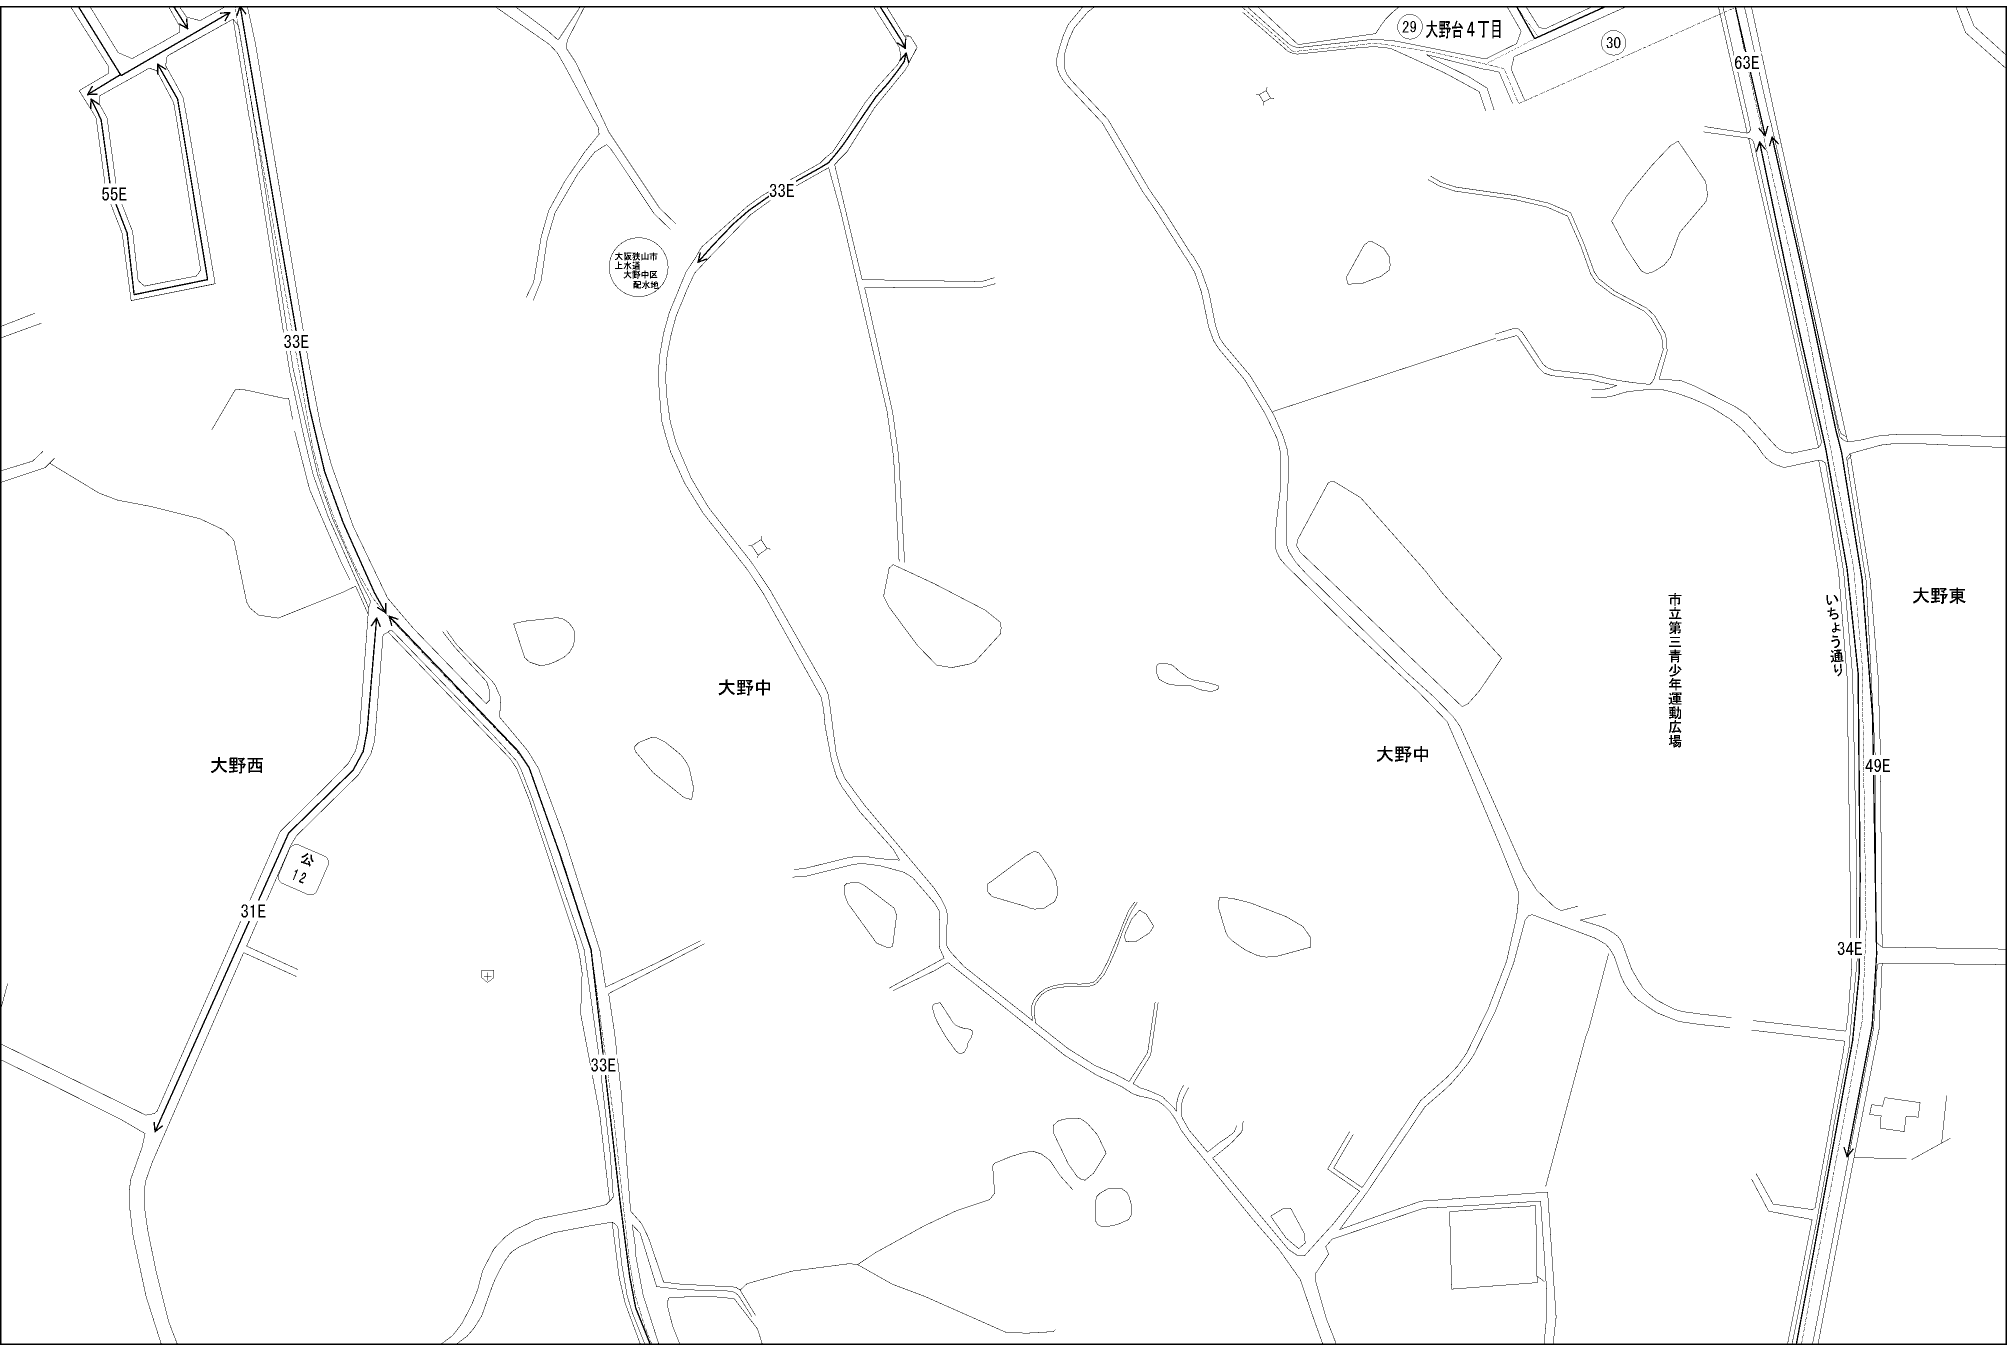 29 大野台4丁目
30
63E
55E
33E
大阪狭山市
上水道
大野中区
配水地
33E
大野東
市立第三青少年運動広場
いちょう通り
大野中
大野中
大野西
49E
公
12
31E
34E
33E